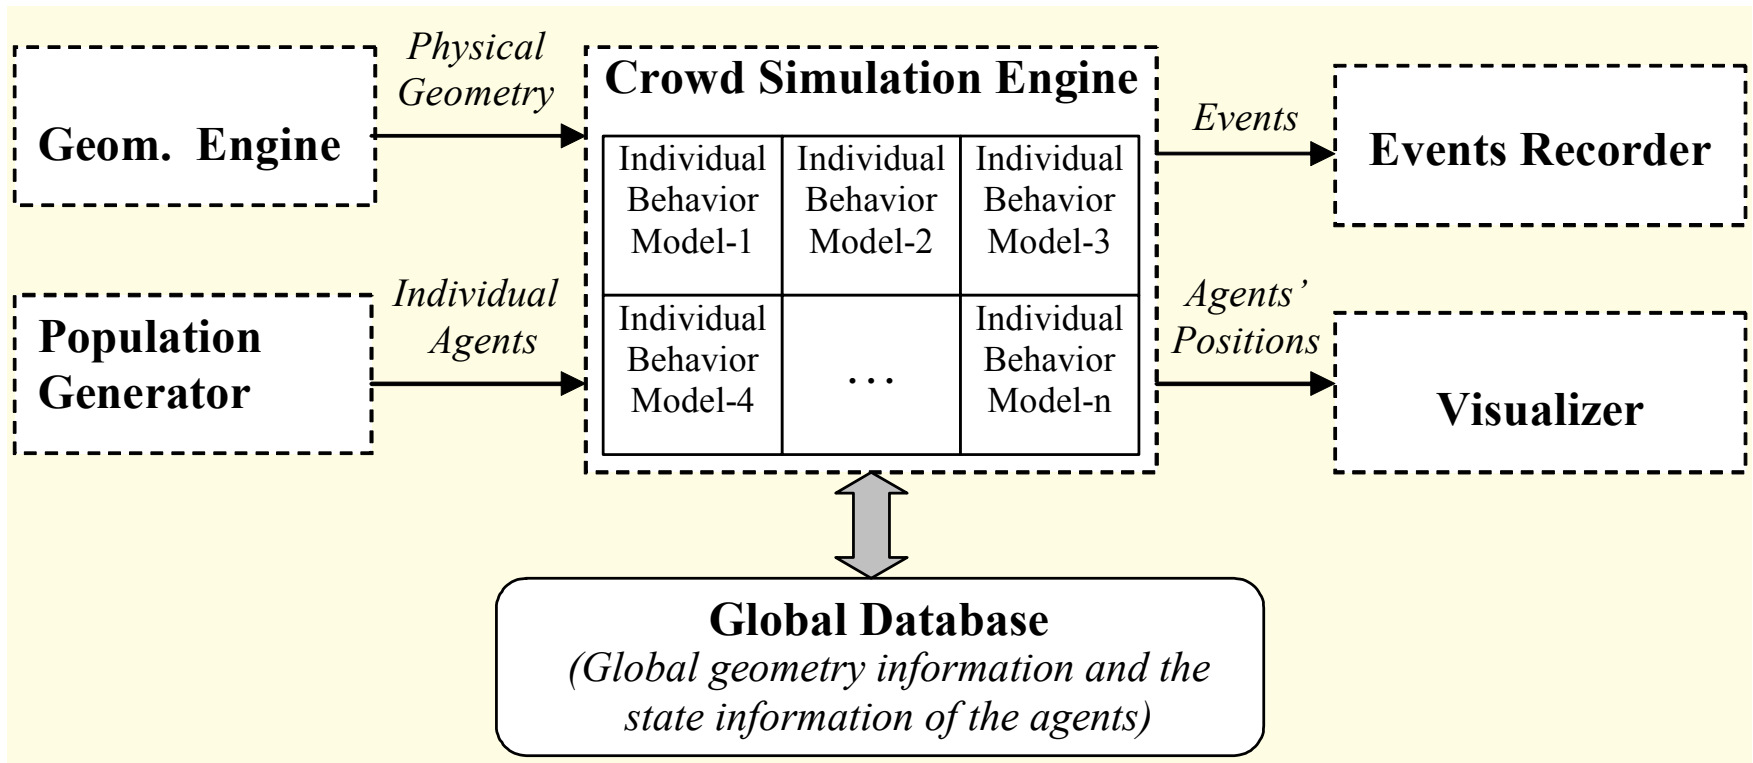 Geom. Engine
Physical
Geometry
Population
Generator
Individual
Agents
Crowd Simulation Engine
Individual
Behavior
Model-1
Individual
Behavior
Model-2
Individual
Behavior
Model-3
Individual
Behavior
Model-4
...
Individual
Behavior
Model-n
Events
Events Recorder
Agents’
Positions
Visualizer
Global Database
(Global geometry information and the
state information of the agents)